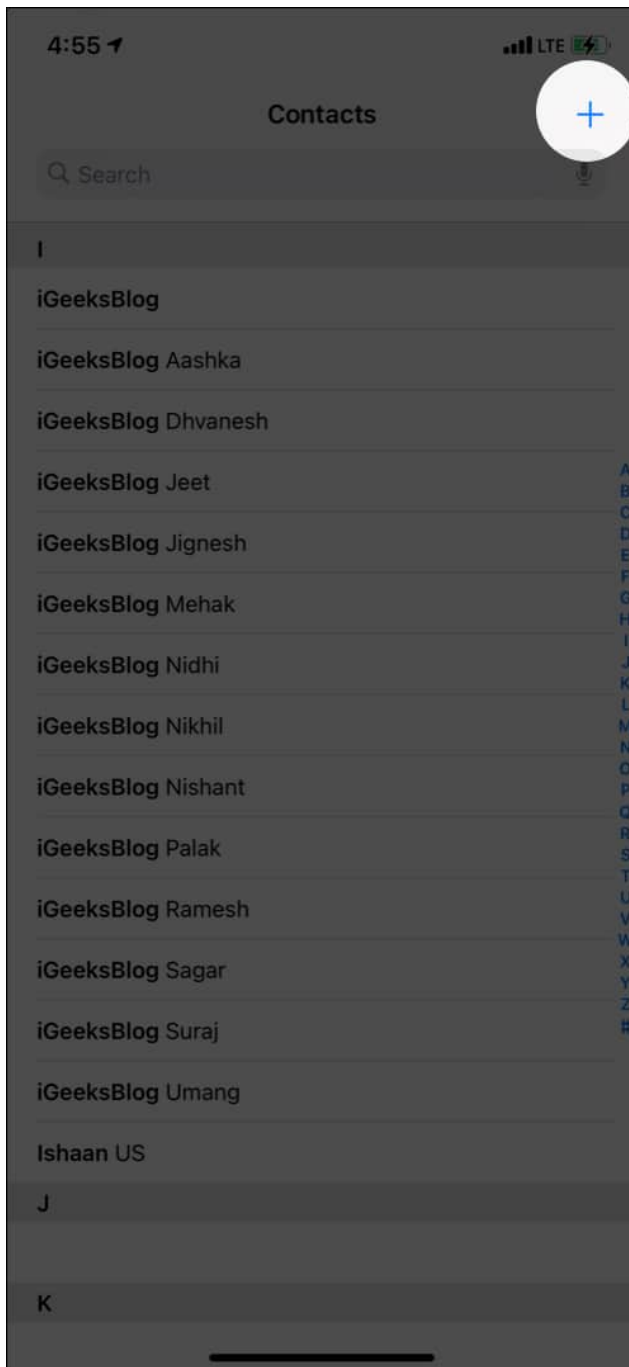 4:55
LTE
Contacts
+
Search
I
iGeeksBlog
iGeeksBlog Aashka
iGeeksBlog Dhvanesh
iGeeksBlog Jeet
iGeeksBlog Jignesh
iGeeksBlog Mehak
iGeeksBlog Nidhi
iGeeksBlog Nikhil
iGeeksBlog Nishant
iGeeksBlog Palak
iGeeksBlog Ramesh
iGeeksBlog Sagar
iGeeksBlog Suraj
iGeeksBlog Umang
Ishaan US
J
K
A
B
C
D
E
F
G
H
I
J
K
L
M
N
O
P
Q
R
S
T
U
V
W
X
Y
Z
#